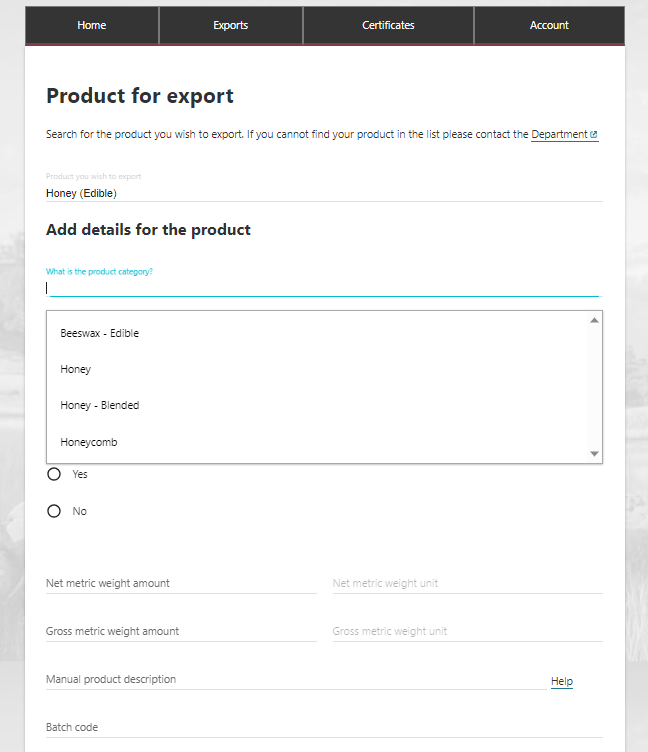 Home Exports Certificates Account
Product for export
Search for the product you wish to export. If you cannot find your product in the list please contact the Department
Product you wish to export
Honey (Edible)
Add details for the product
What is the product category?
Beeswax - Edible
Honey
Honey - Blended
Honeycomb
Yes
No
Net metric weight amount Net metric weight unit
Gross metric weight amount Gross metric weight unit
Manual product description Help
Batch code